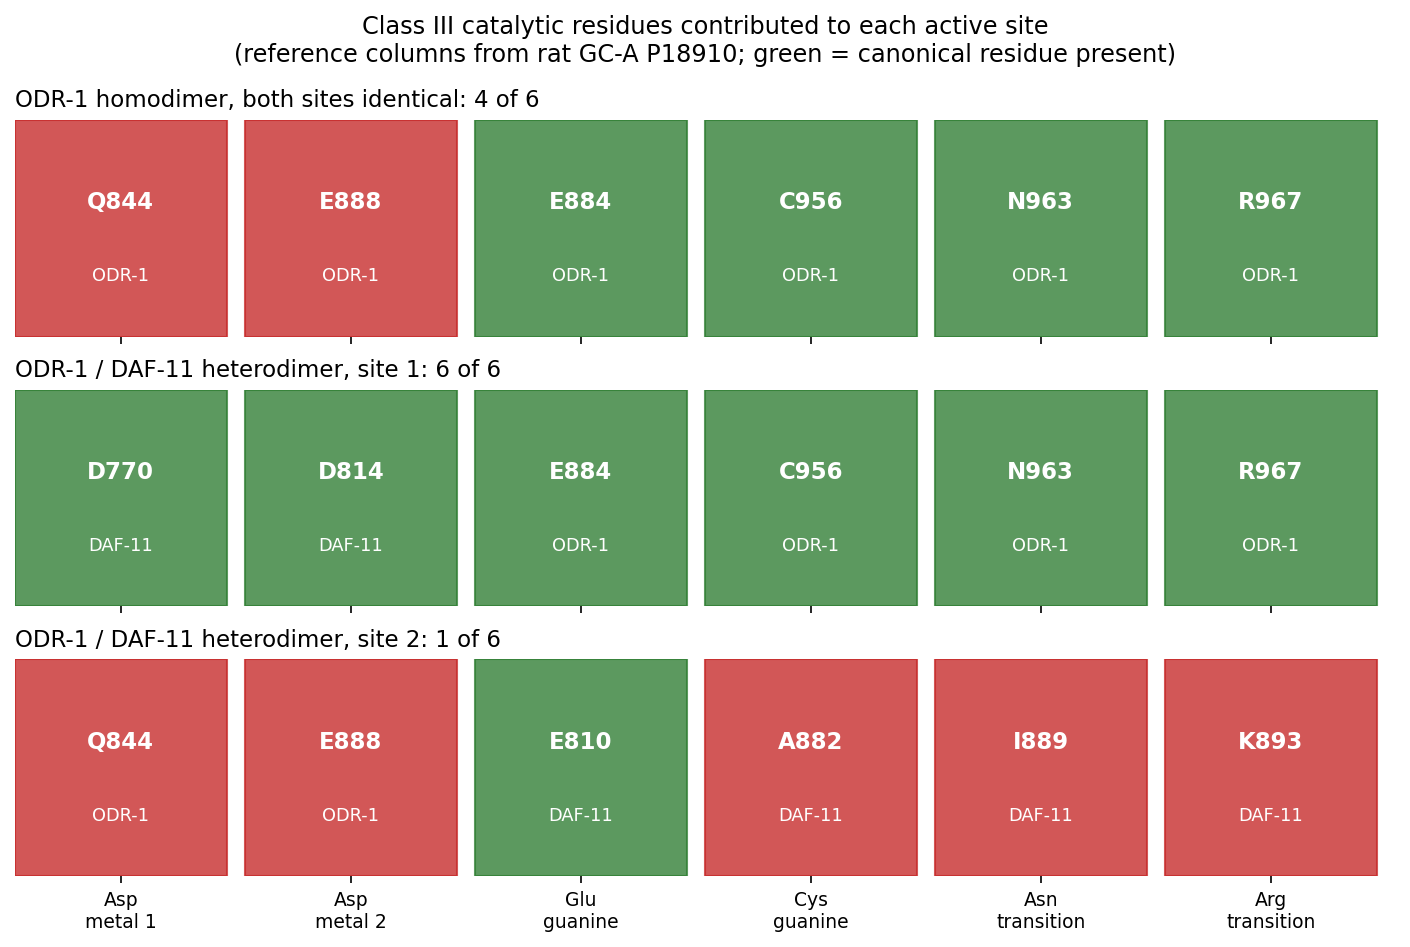 Class III catalytic residues contributed to each active site
(reference columns from rat GC-A P18910; green = canonical residue present)
ODR-1 homodimer, both sites identical: 4 of 6
Q844 E888 E884 C956 N963 R967
ODR-1 ODR-1 ODR-1 ODR-1 ODR-1 ODR-1
ODR-1 / DAF-11 heterodimer, site 1: 6 of 6
D770 D814 E884 C956 N963 R967
DAF-11 DAF-11 ODR-1 ODR-1 ODR-1 ODR-1
ODR-1 / DAF-11 heterodimer, site 2: 1 of 6
Q844 E888 E810 A882 I889 K893
ODR-1 ODR-1 DAF-11 DAF-11 DAF-11 DAF-11
Asp Asp Glu Cys Asn Arg
metal 1 metal 2 guanine guanine transition transition